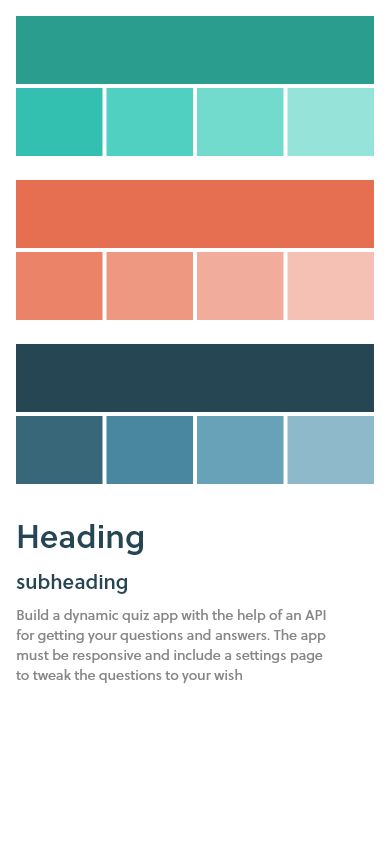 Heading
subheading
Build a dynamic quiz app with the help of an API
for getting your questions and answers. The app
must be responsive and include a settings page
to tweak the questions to your wish